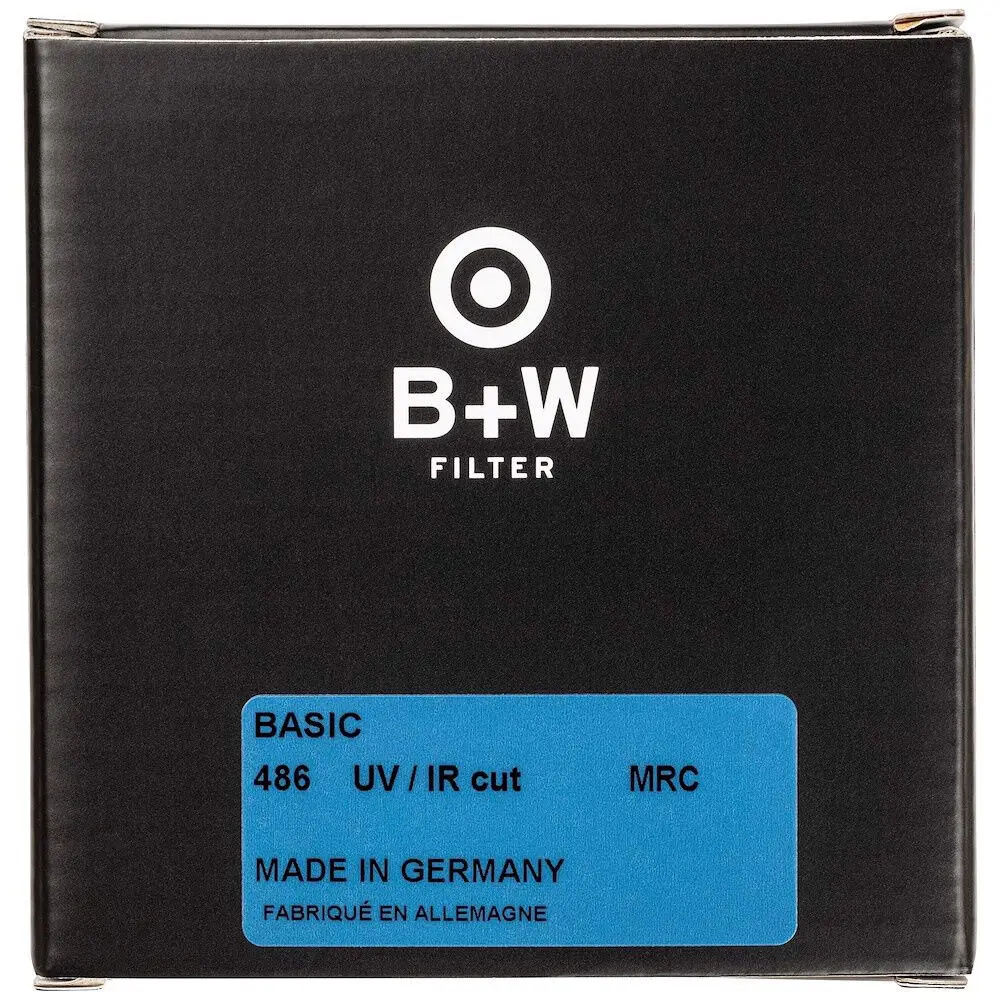 B+W
FILTER
BASIC
486 UV / IR cut MRC
MADE IN GERMANY
FABRIQUÉ EN ALLEMAGNE